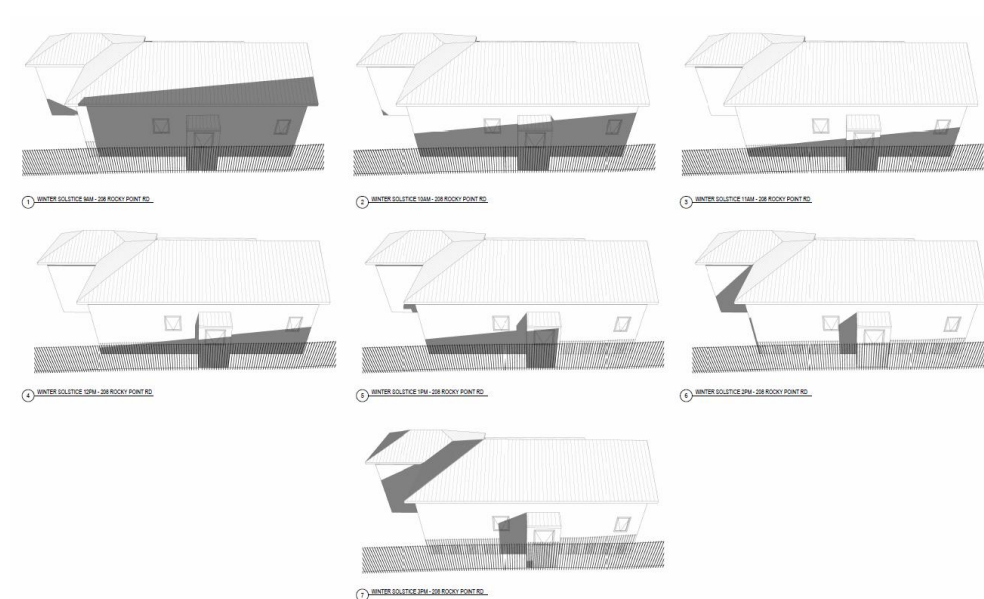 1 WINTER SOLSTICE 9AM - 208 ROCKY POINT RD
2 WINTER SOLSTICE 10AM - 208 ROCKY POINT RD
3 WINTER SOLSTICE 11AM - 208 ROCKY POINT RD
4 WINTER SOLSTICE 12PM - 208 ROCKY POINT RD
5 WINTER SOLSTICE 1PM - 208 ROCKY POINT RD
6 WINTER SOLSTICE 2PM - 208 ROCKY POINT RD
7 WINTER SOLSTICE 3PM - 208 ROCKY POINT RD